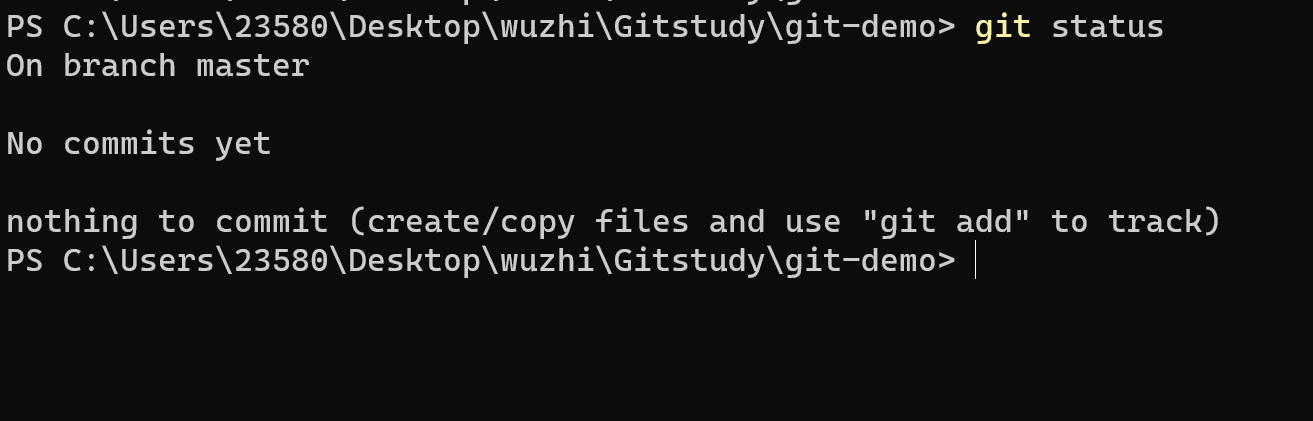 PS C:\Users\23580\Desktop\wuzhi\Gitstudy\git-demo> git status
On branch master
No commits yet
nothing to commit (create/copy files and use "git add" to track)
PS C:\Users\23580\Desktop\wuzhi\Gitstudy\git-demo>